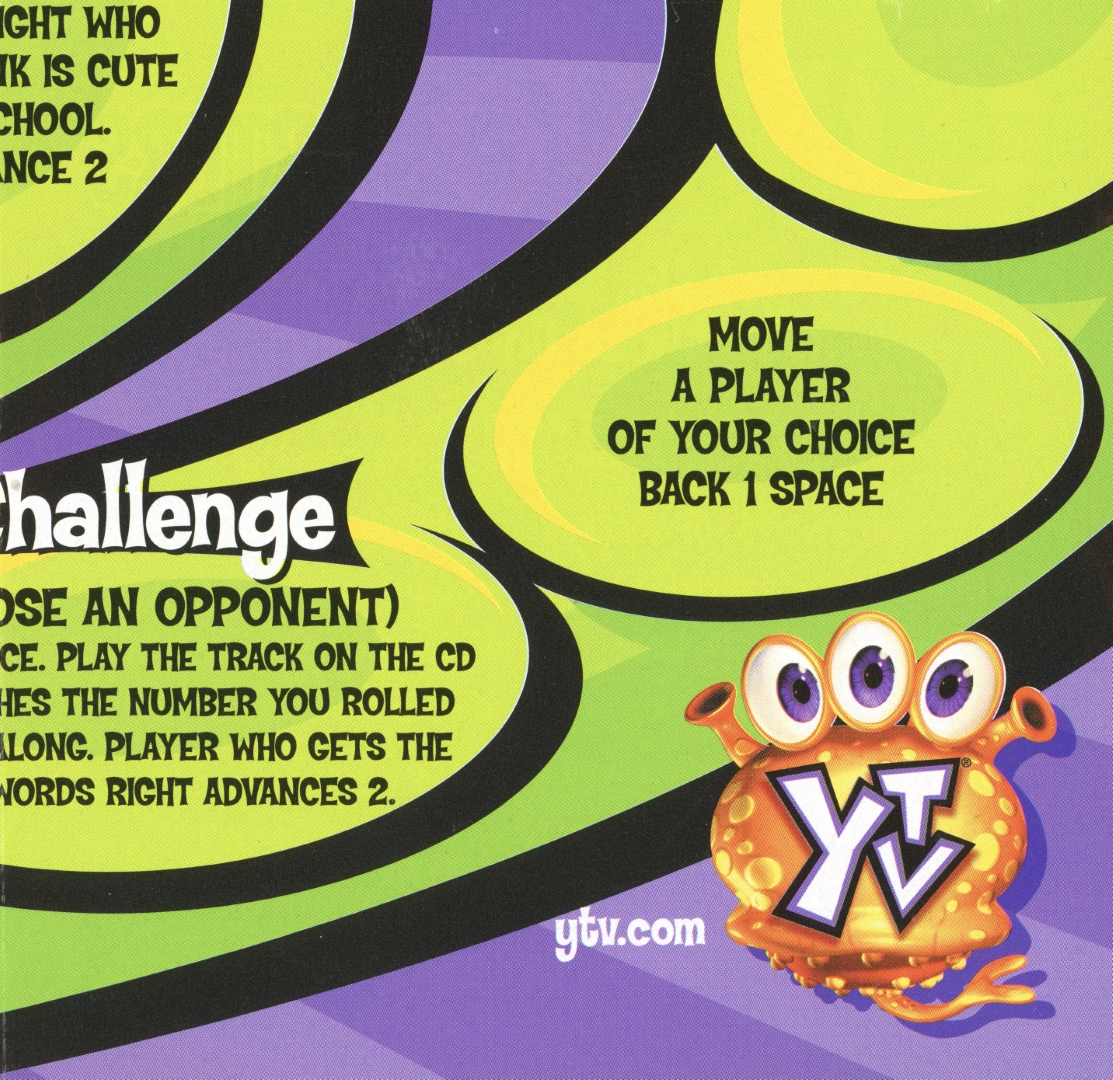 IGHT WHO
NK IS CUTE
CHOOL.
ANCE 2
MOVE
A PLAYER
OF YOUR CHOICE
BACK 1 SPACE
Challenge
OSE AN OPPONENT)
CE. PLAY THE TRACK ON THE CD
HES THE NUMBER YOU ROLLED
ALONG. PLAYER WHO GETS THE
WORDS RIGHT ADVANCES 2.
YTV®
ytv.com